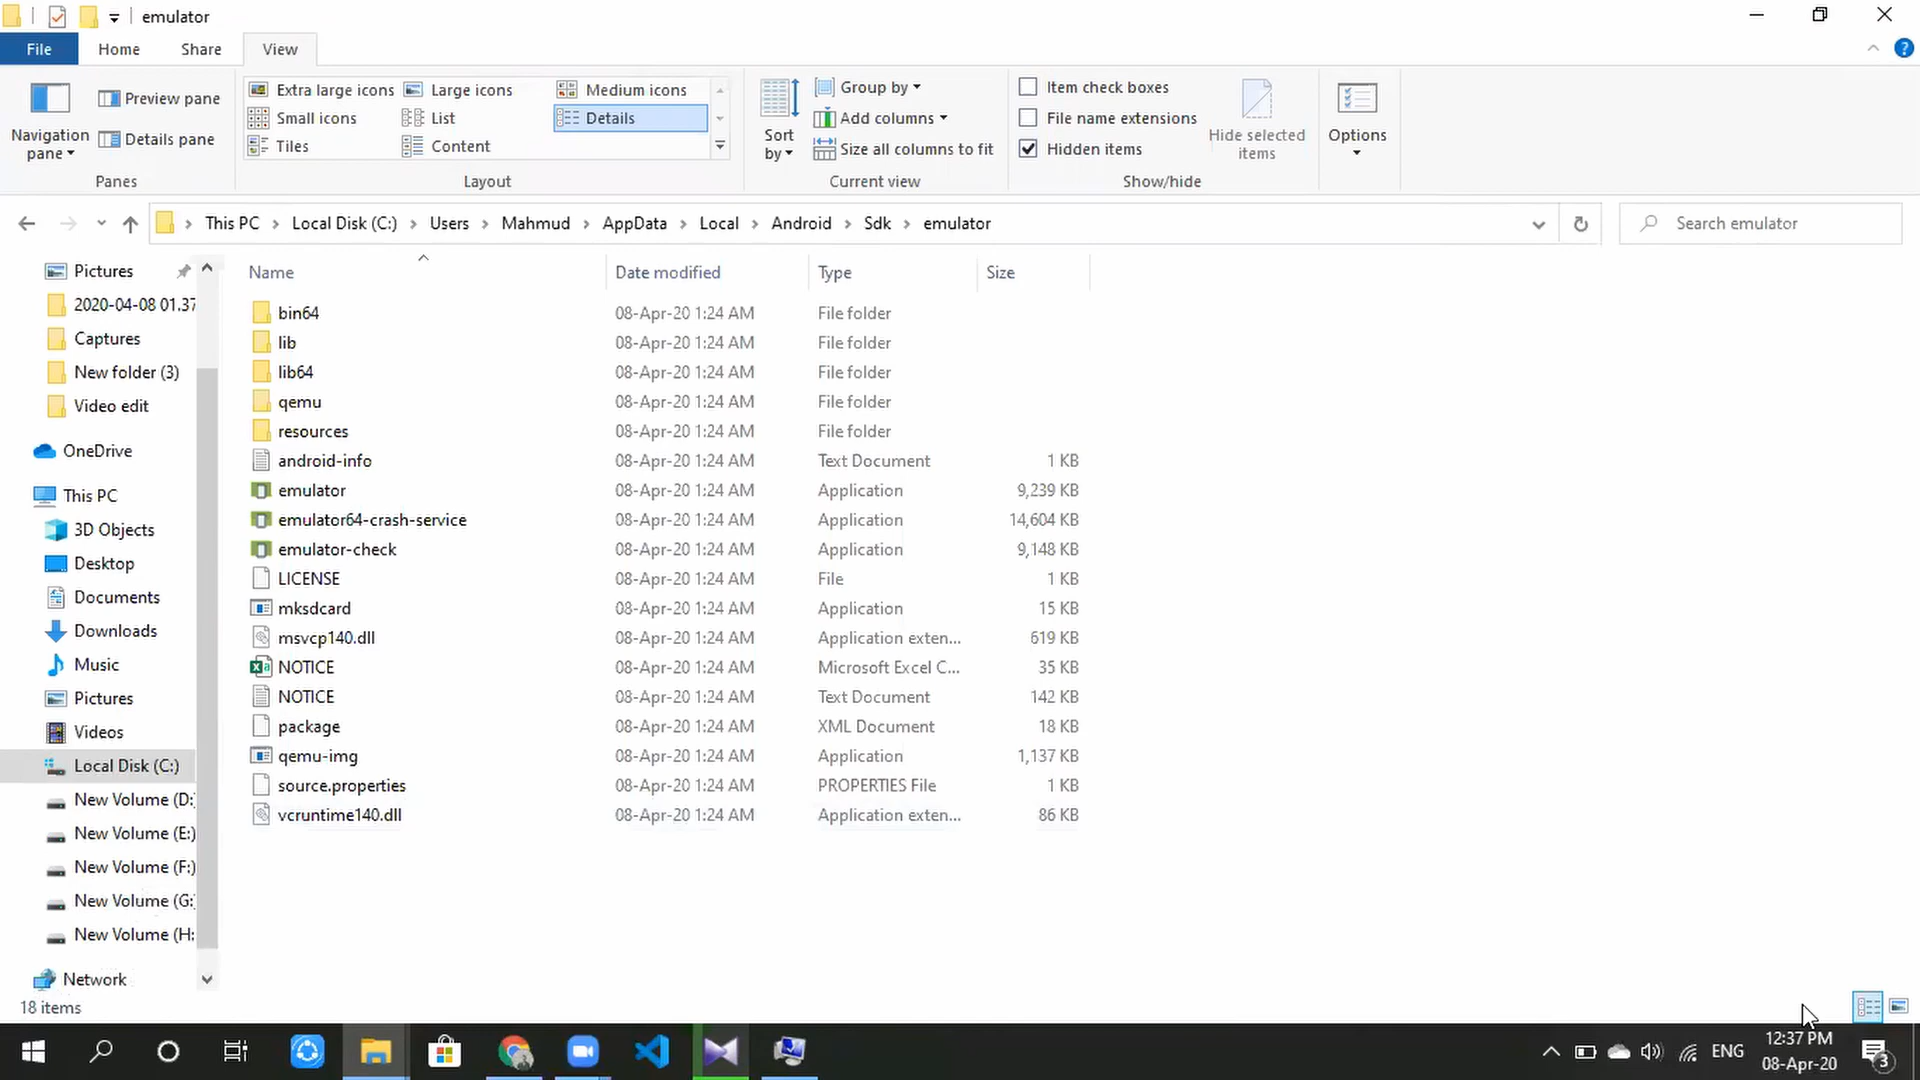 emulator
File Home Share View
Navigation pane
Preview pane
Details pane
Panes
Extra large icons Large icons Medium icons
Small icons List Details
Tiles Content
Layout
Sort by
Group by
Add columns
Size all columns to fit
Current view
Item check boxes
File name extensions
Hidden items
Hide selected items
Show/hide
Options
This PC > Local Disk (C:) > Users > Mahmud > AppData > Local > Android > Sdk > emulator
Search emulator
Pictures
2020-04-08 01.37
Captures
New folder (3)
Video edit
OneDrive
This PC
3D Objects
Desktop
Documents
Downloads
Music
Pictures
Videos
Local Disk (C:)
New Volume (D:
New Volume (E:)
New Volume (F:)
New Volume (G:
New Volume (H:
Network
Name Date modified Type Size
bin64 08-Apr-20 1:24 AM File folder
lib 08-Apr-20 1:24 AM File folder
lib64 08-Apr-20 1:24 AM File folder
qemu 08-Apr-20 1:24 AM File folder
resources 08-Apr-20 1:24 AM File folder
android-info 08-Apr-20 1:24 AM Text Document 1 KB
emulator 08-Apr-20 1:24 AM Application 9,239 KB
emulator64-crash-service 08-Apr-20 1:24 AM Application 14,604 KB
emulator-check 08-Apr-20 1:24 AM Application 9,148 KB
LICENSE 08-Apr-20 1:24 AM File 1 KB
mksdcard 08-Apr-20 1:24 AM Application 15 KB
msvcp140.dll 08-Apr-20 1:24 AM Application exten... 619 KB
NOTICE 08-Apr-20 1:24 AM Microsoft Excel C... 35 KB
NOTICE 08-Apr-20 1:24 AM Text Document 142 KB
package 08-Apr-20 1:24 AM XML Document 18 KB
qemu-img 08-Apr-20 1:24 AM Application 1,137 KB
source.properties 08-Apr-20 1:24 AM PROPERTIES File 1 KB
vcruntime140.dll 08-Apr-20 1:24 AM Application exten... 86 KB
18 items
ENG
12:37 PM
08-Apr-20
3